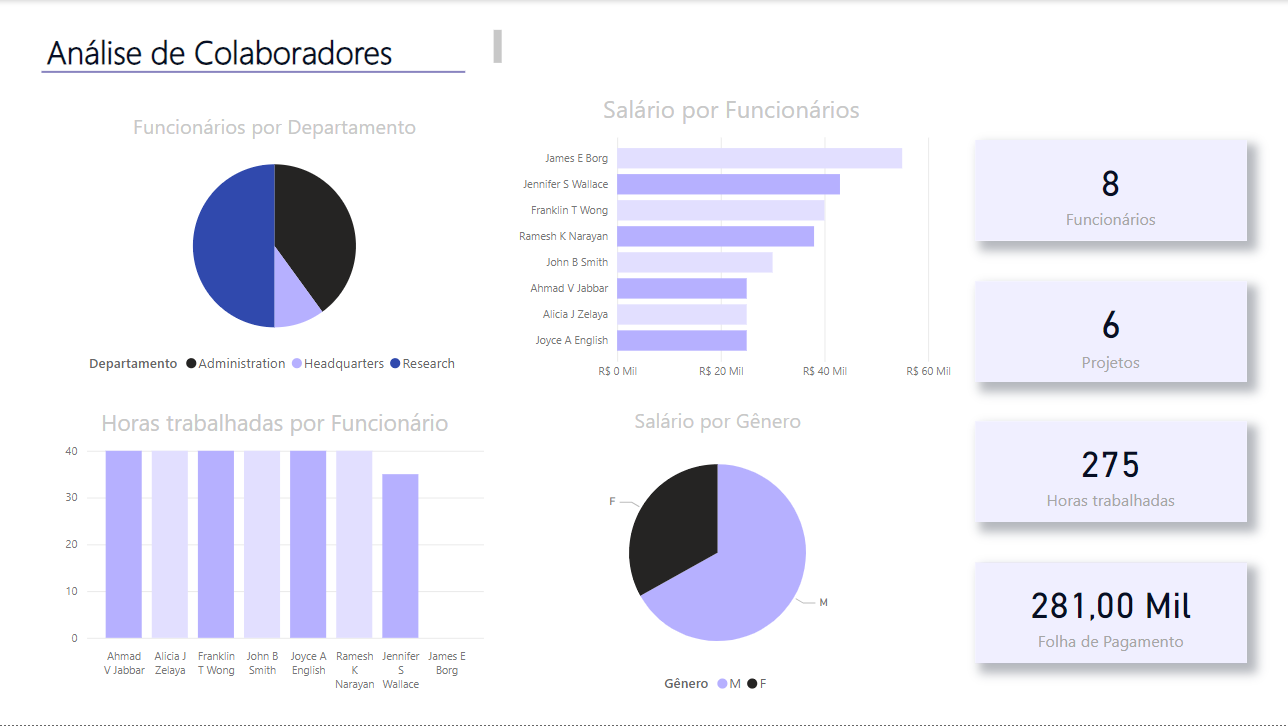 Análise de Colaboradores
Funcionários por Departamento
Departamento Administration Headquarters Research
Salário por Funcionários
James E Borg
Jennifer S Wallace
Franklin T Wong
Ramesh K Narayan
John B Smith
Ahmad V Jabbar
Alicia J Zelaya
Joyce A English
R$ 0 Mil R$ 20 Mil R$ 40 Mil R$ 60 Mil
8
Funcionários
6
Projetos
275
Horas trabalhadas
281,00 Mil
Folha de Pagamento
Horas trabalhadas por Funcionário
40
30
20
10
0
Ahmad Alicia J Franklin John B Joyce A Ramesh Jennifer James E
V Jabbar Zelaya T Wong Smith English K S Borg
Narayan Wallace
Salário por Gênero
F
M
Gênero M F